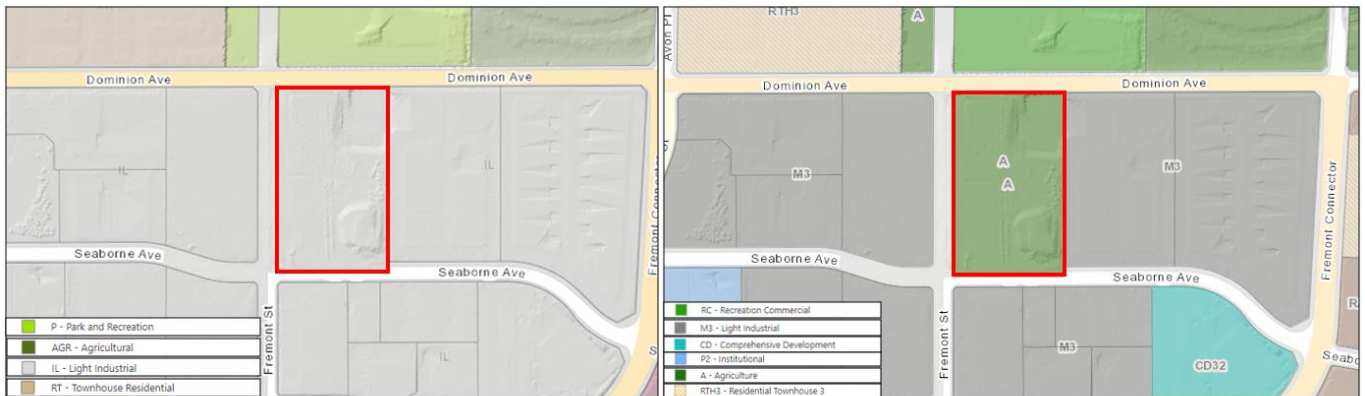 Dominion Ave
Dominion Ave
IL
IL
Seaborne Ave
Seaborne Ave
Fremont St
Fremont Connector
IL
P - Park and Recreation
AGR - Agricultural
IL - Light Industrial
RT - Townhouse Residential
RTH3
A
Avon Pl
Dominion Ave
Dominion Ave
M3
A
A
M3
Seaborne Ave
Seaborne Ave
Fremont St
Fremont Connector
M3
CD32
RC - Recreation Commercial
M3 - Light Industrial
CD - Comprehensive Development
P2 - Institutional
A - Agriculture
RTH3 - Residential Townhouse 3